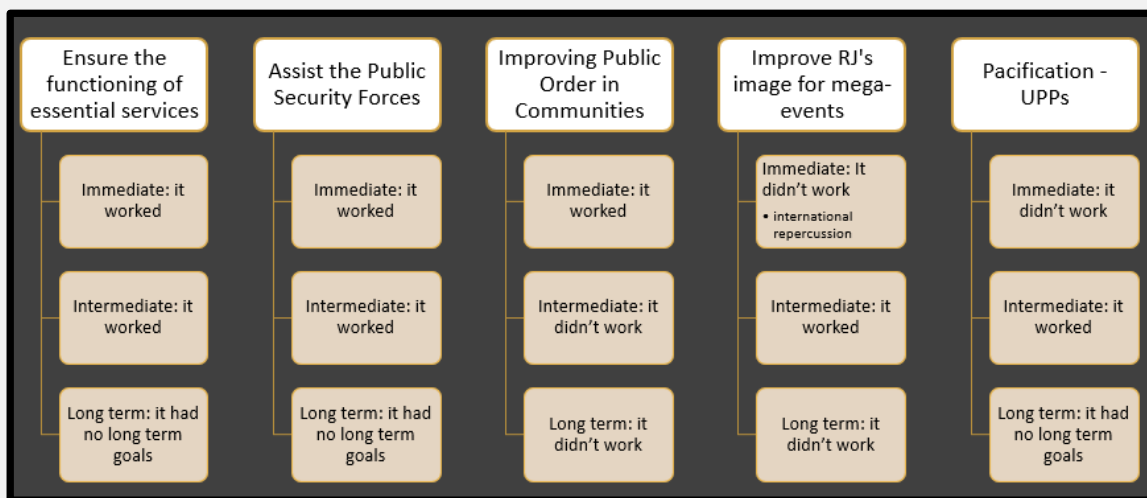 Ensure the
functioning of
essential services
Immediate: it
worked
Intermediate: it
worked
Long term: it had
no long term
goals
Assist the Public
Security Forces
Immediate: it
worked
Intermediate: it
worked
Long term: it had
no long term
goals
Improving Public
Order in
Communities
Immediate: it
worked
Intermediate: it
didn’t work
Long term: it
didn’t work
Improve RJ's
image for mega-
events
Immediate: It
didn’t work
• international
repercussion
Intermediate: it
worked
Long term: it
didn’t work
Pacification -
UPPs
Immediate: it
didn’t work
Intermediate: it
worked
Long term: it had
no long term
goals